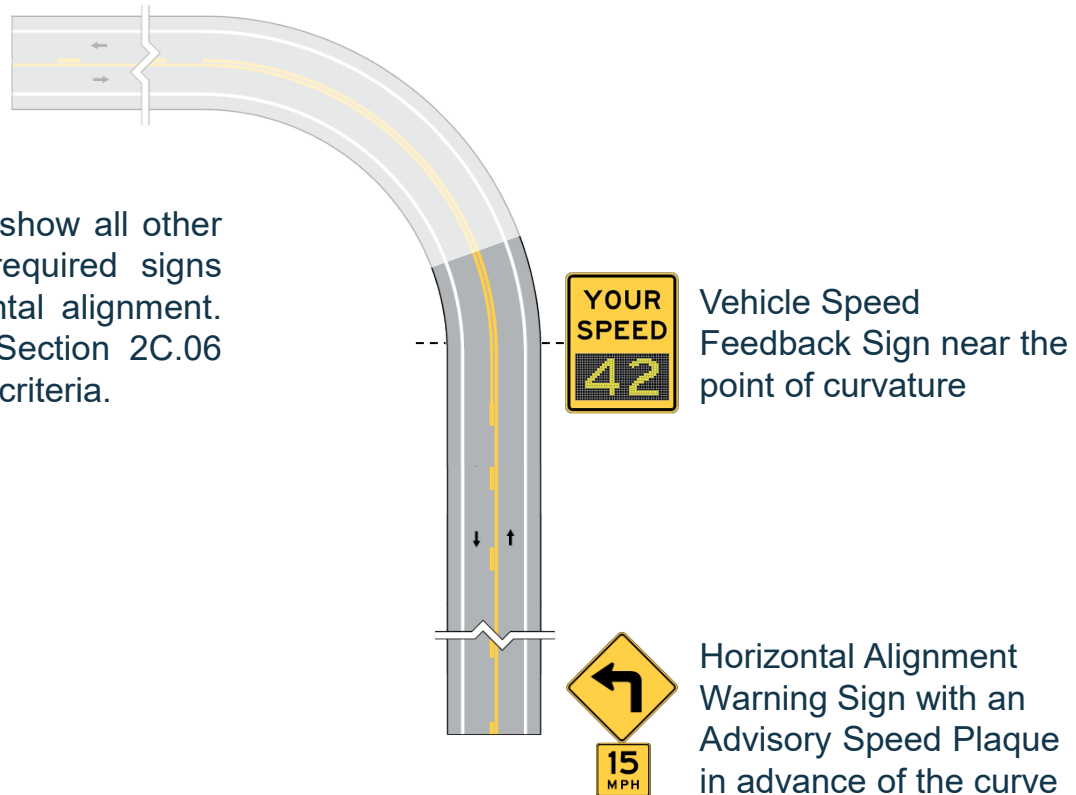 show all other
required signs
ntal alignment.
Section 2C.06
criteria.
YOUR
SPEED
42
Vehicle Speed
Feedback Sign near the
point of curvature
15
MPH
Horizontal Alignment
Warning Sign with an
Advisory Speed Plaque
in advance of the curve